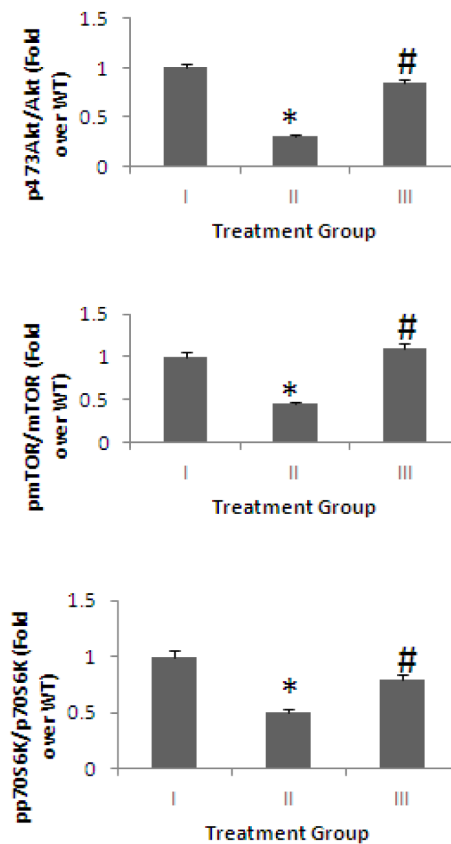 p473Akt/Akt (Fold
over WT)
1.5
1
0.5
0
*
#
I II III
Treatment Group
pmTOR/mTOR (Fold
over WT)
1.5
1
0.5
0
*
#
I II III
Treatment Group
pp70S6K/p70S6K (Fold
over WT)
1.5
1
0.5
0
*
#
I II III
Treatment Group